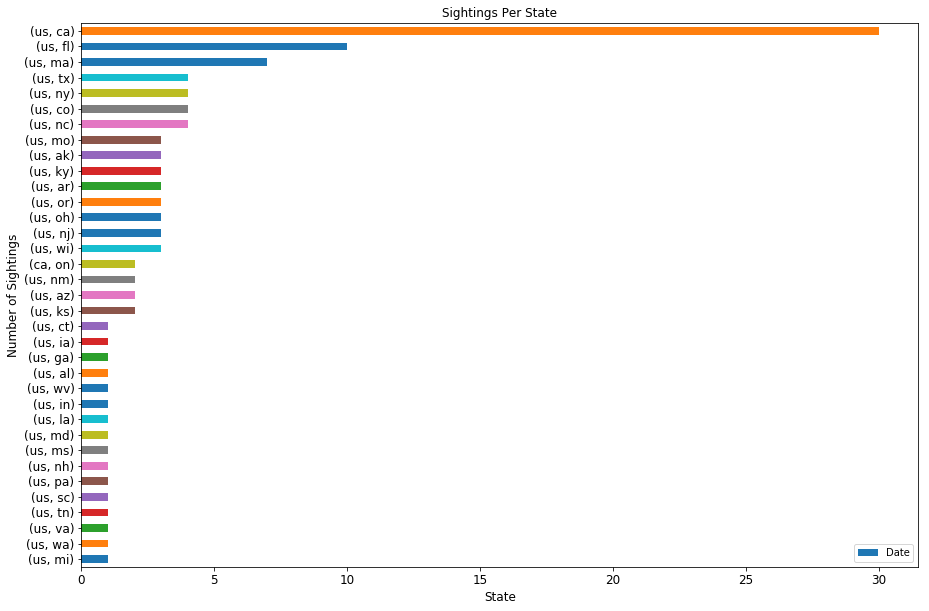 Sightings Per State
(us, ca)
(us, fl)
(us, ma)
(us, tx)
(us, ny)
(us, co)
(us, nc)
(us, mo)
(us, ak)
(us, ky)
(us, ar)
(us, or)
(us, oh)
(us, nj)
(us, wi)
(ca, on)
(us, nm)
(us, az)
(us, ks)
(us, ct)
(us, ia)
(us, ga)
(us, al)
(us, wv)
(us, in)
(us, la)
(us, md)
(us, ms)
(us, nh)
(us, pa)
(us, sc)
(us, tn)
(us, va)
(us, wa)
(us, mi)
Number of Sightings
Date
0 5 10 15 20 25 30
State